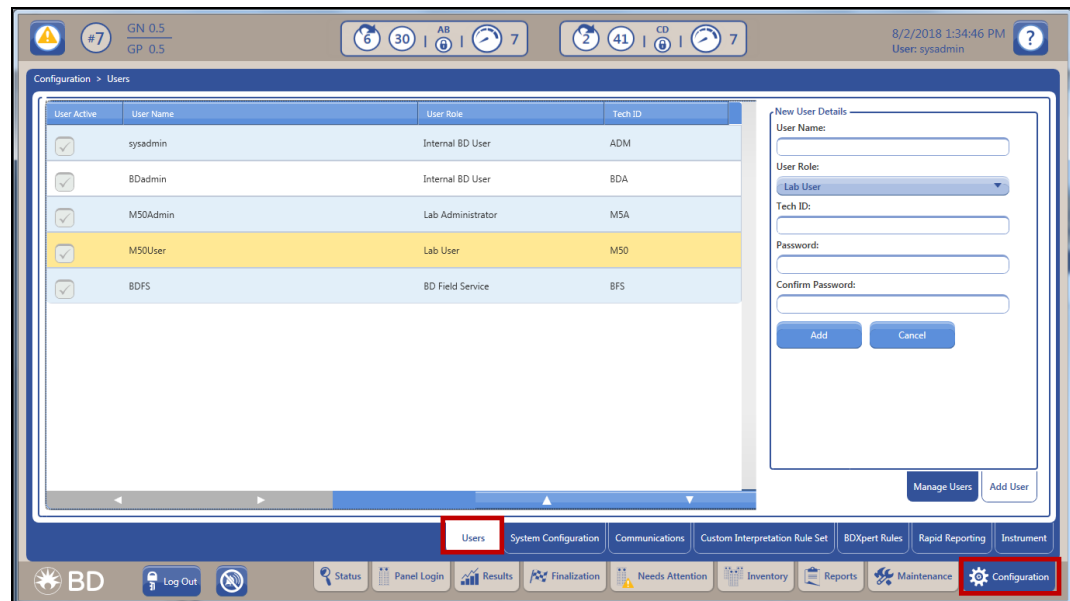 #7 GN 0.5 GP 0.5
6 30 | AB | 7
2 41 | CD | 7
8/2/2018 1:34:46 PM
User: sysadmin
?
Configuration > Users
User Active User Name User Role Tech ID
sysadmin Internal BD User ADM
BDadmin Internal BD User BDA
M50Admin Lab Administrator M5A
M50User Lab User M50
BDFS BD Field Service BFS
New User Details
User Name:
User Role:
Lab User
Tech ID:
Password:
Confirm Password:
Add Cancel
Manage Users Add User
Users System Configuration Communications Custom Interpretation Rule Set BDXpert Rules Rapid Reporting Instrument
BD Log Out Status Panel Login Results Finalization Needs Attention Inventory Reports Maintenance Configuration